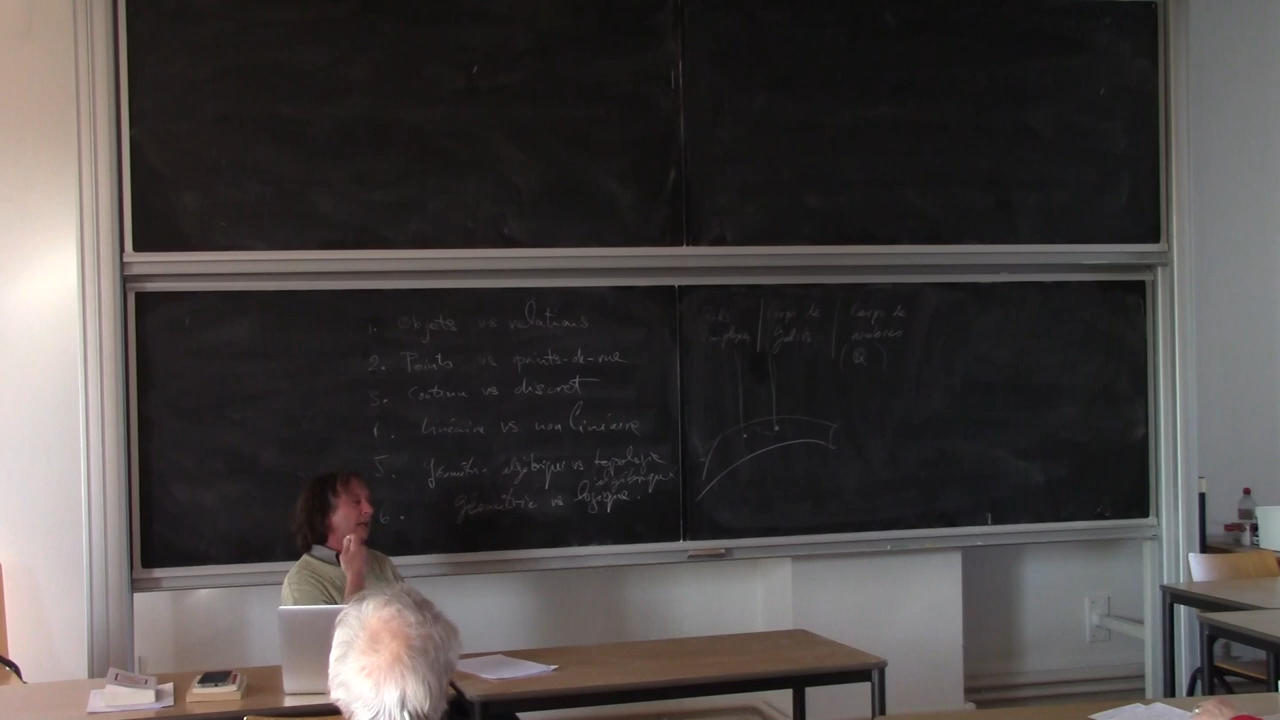 1. Objets vs relations
2. Points vs points-de-vue
3. Continu vs discret
4. linéaire vs non linéaire
5. géométrie algébrique vs topologie
algébrique
6. Géométrie vs logique.
Corps de | Corps de
complexes | Galois | nombres
(Q)